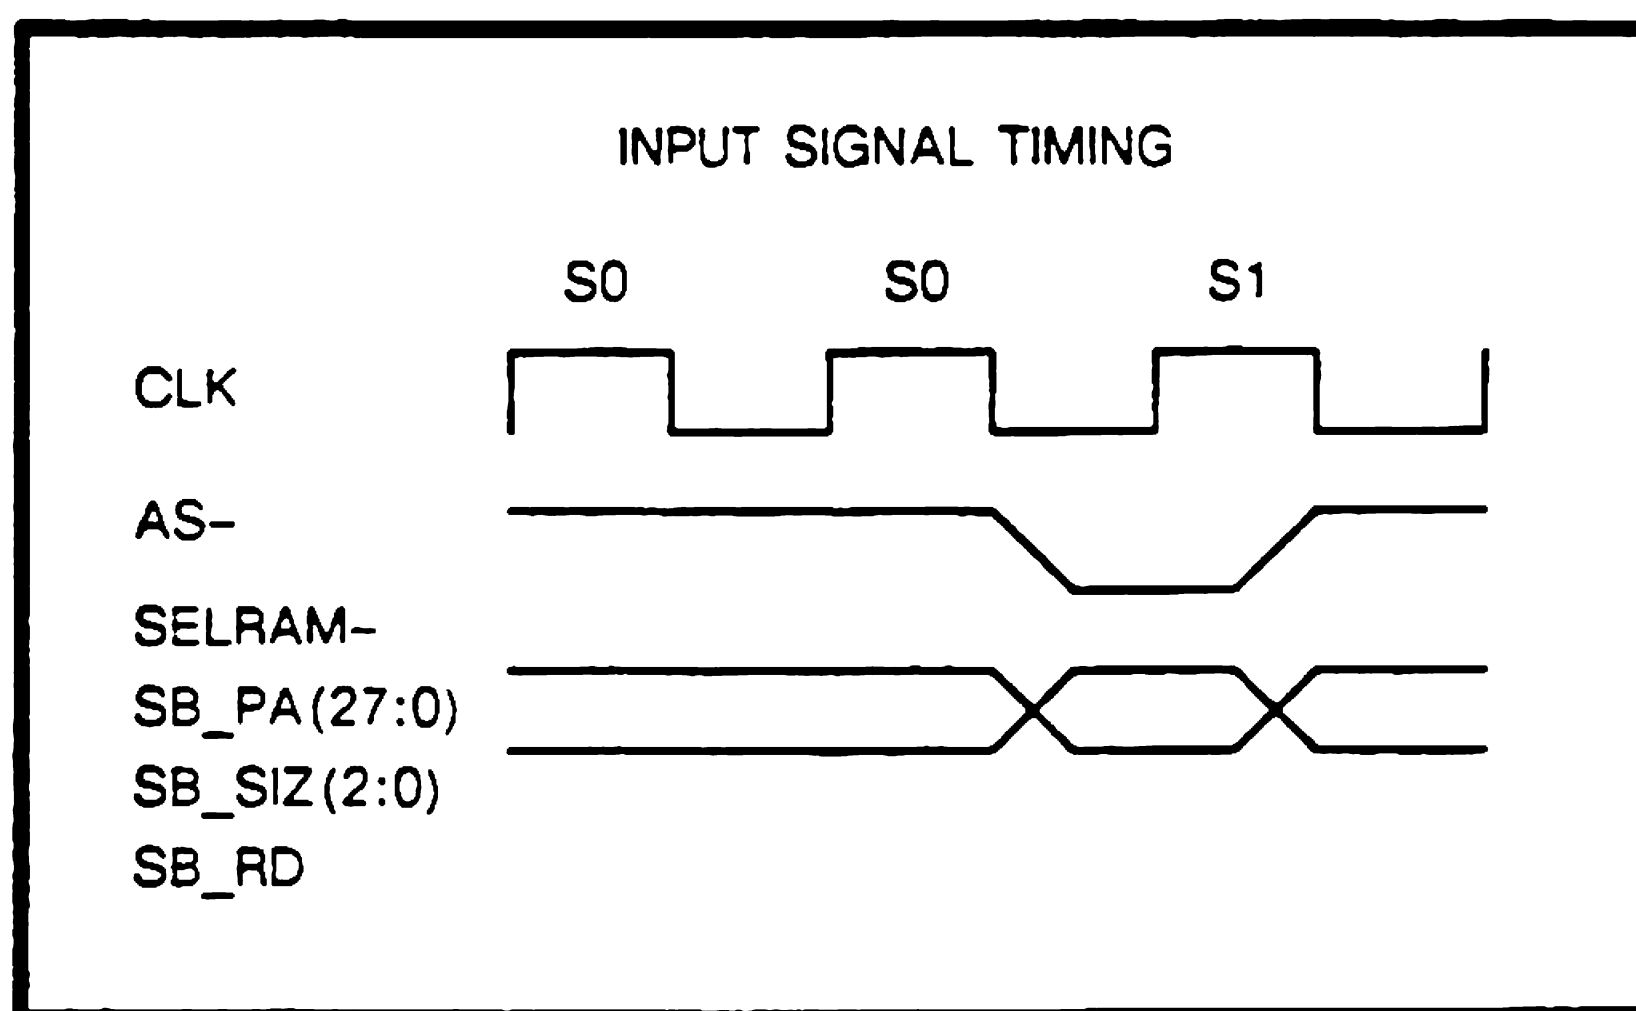 INPUT SIGNAL TIMING
S0 S0 S1
CLK
AS-
SELRAM-
SB_PA(27:0)
SB_SIZ(2:0)
SB_RD